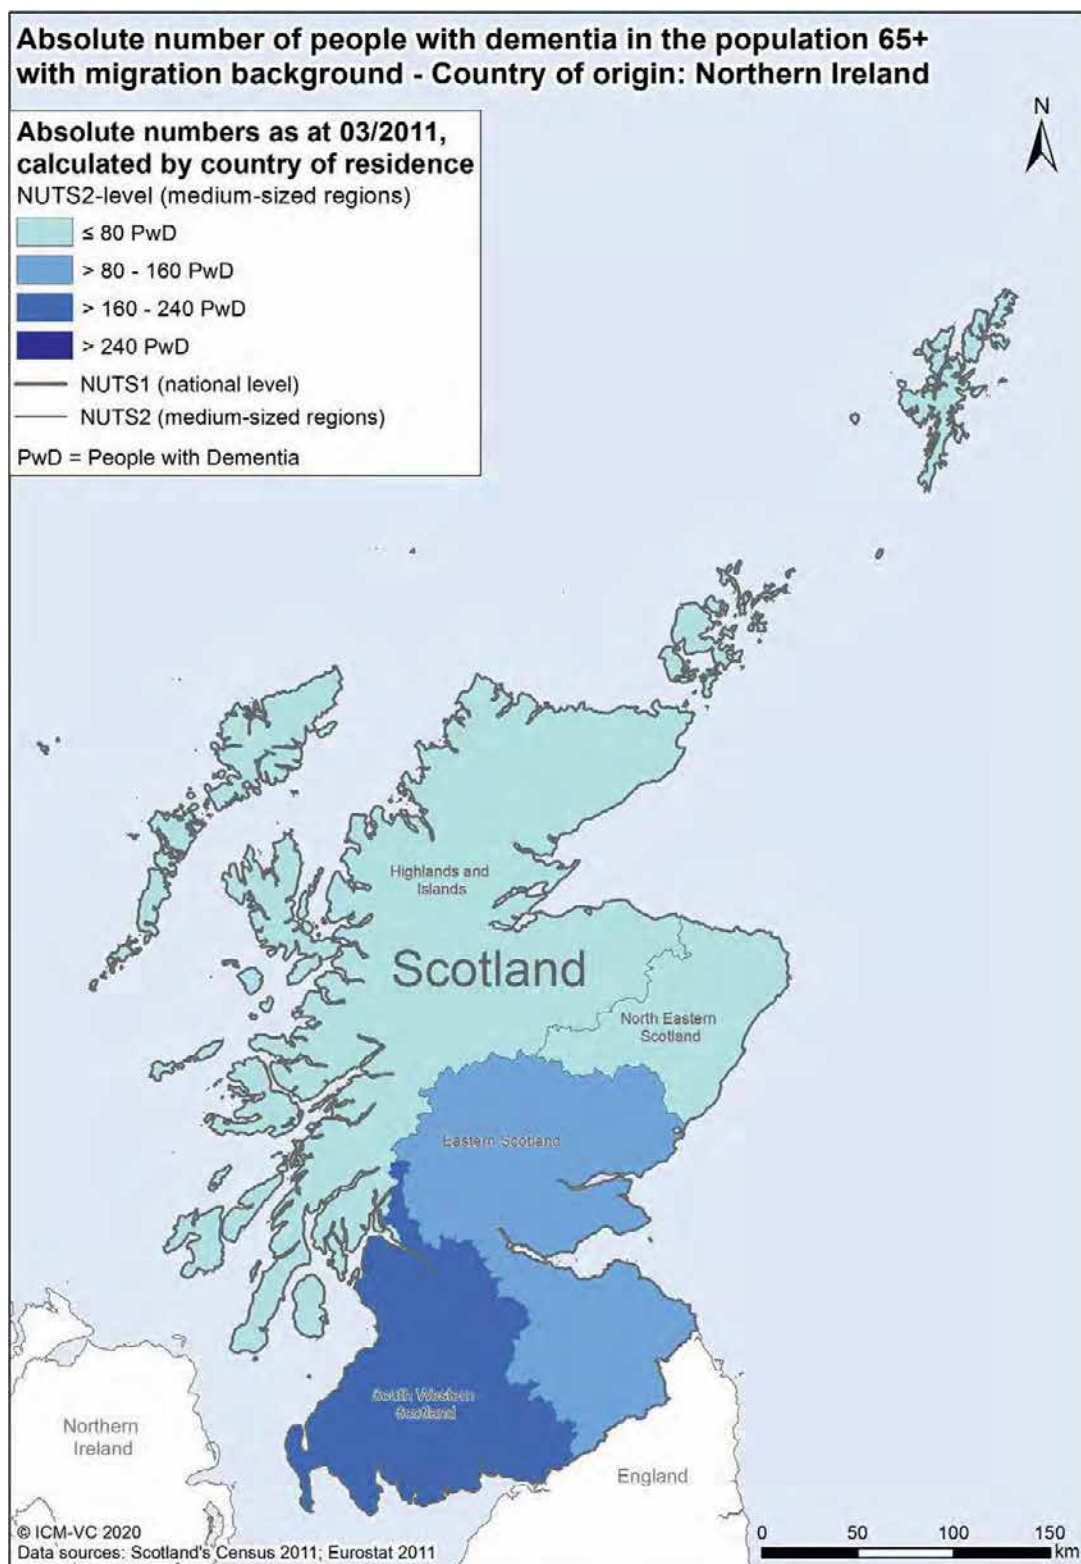 Absolute number of people with dementia in the population 65+
with migration background - Country of origin: Northern Ireland
N
Absolute numbers as at 03/2011,
calculated by country of residence
NUTS2-level (medium-sized regions)
≤ 80 PwD
> 80 - 160 PwD
> 160 - 240 PwD
> 240 PwD
NUTS1 (national level)
NUTS2 (medium-sized regions)
PwD = People with Dementia
Highlands and
Islands
Scotland
North Eastern
Scotland
Eastern Scotland
South Western
Scotland
Northern
Ireland
England
© ICM-VC 2020
Data sources: Scotland's Census 2011; Eurostat 2011
0 50 100 150
km